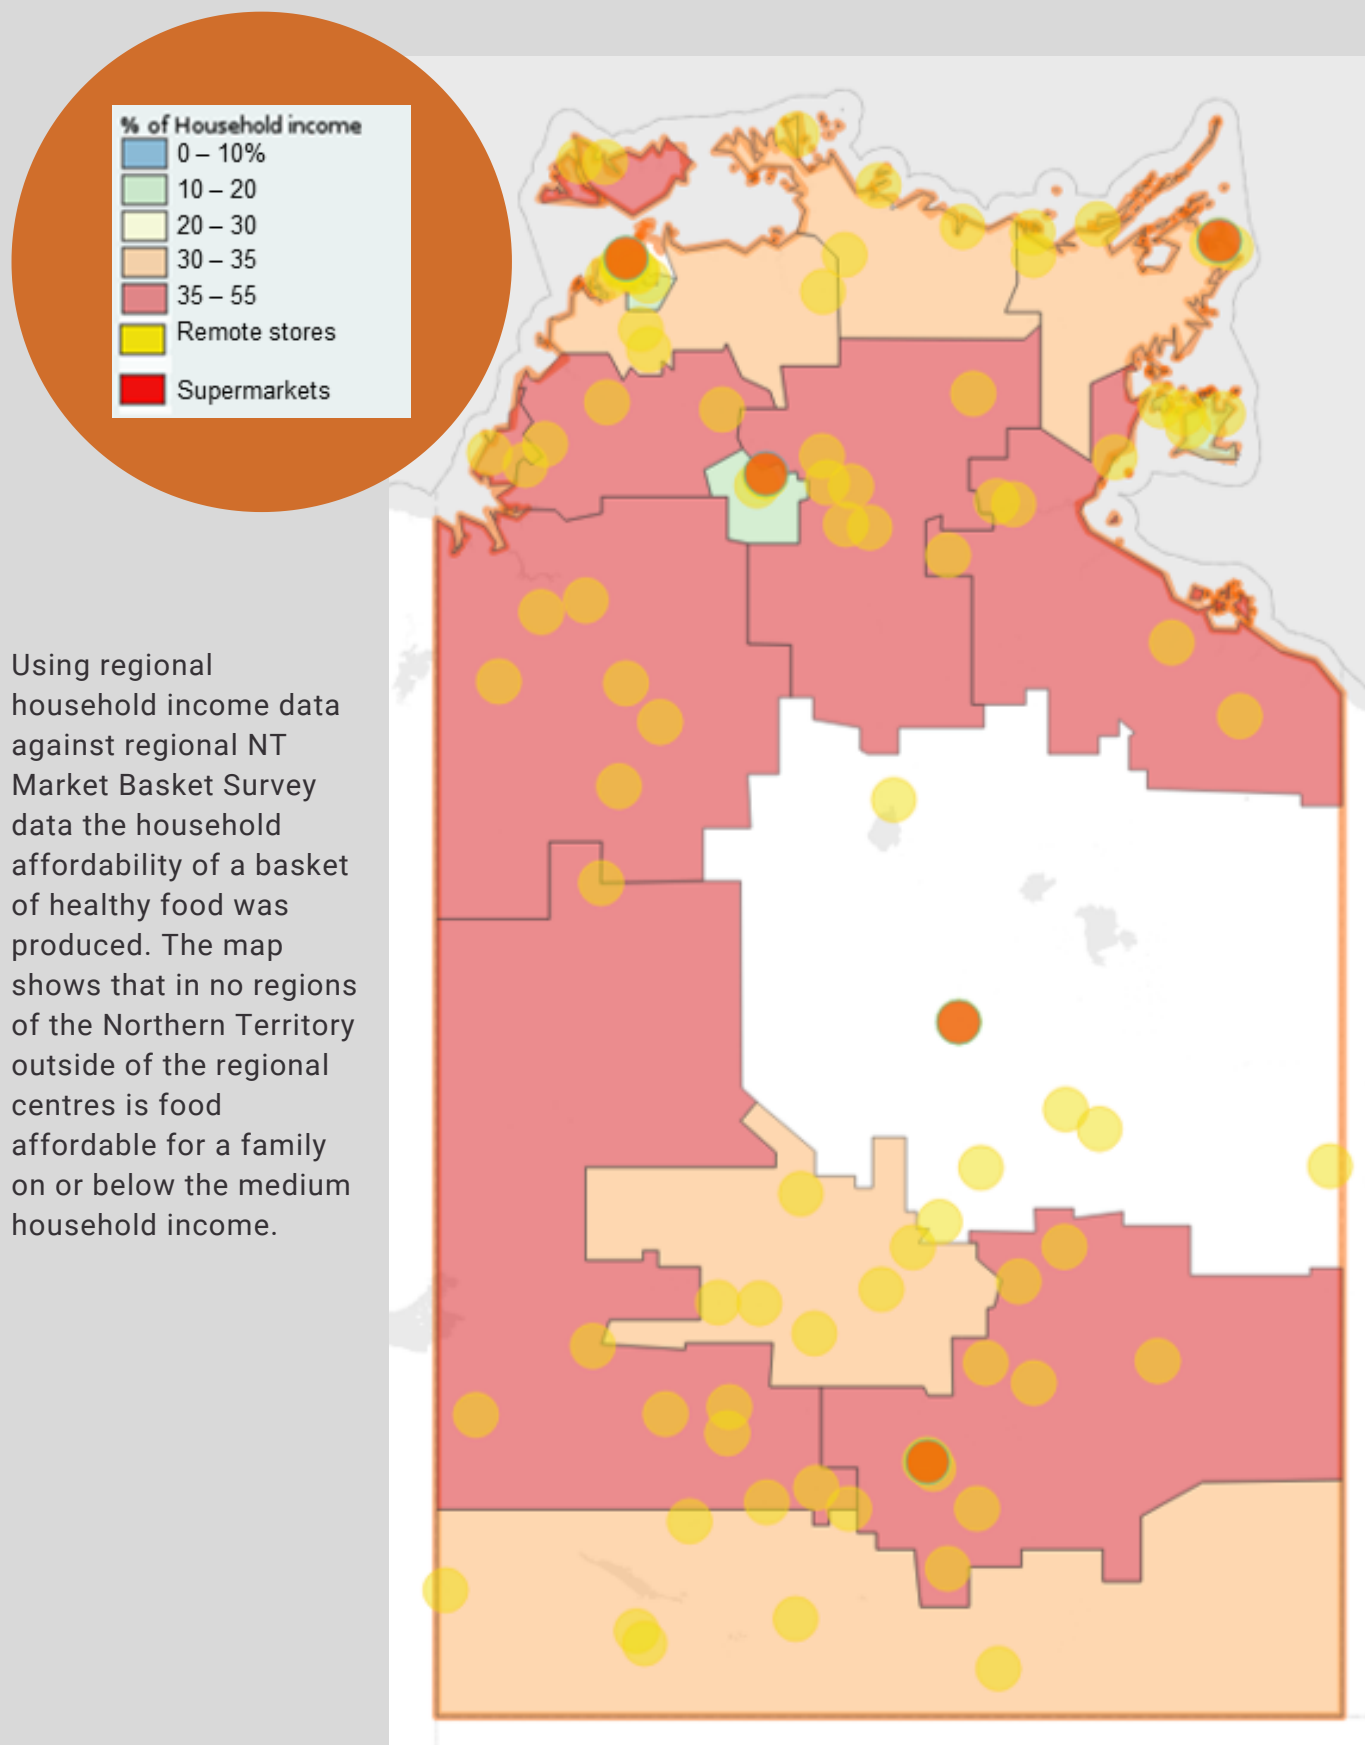 % of Household income
0 – 10%
10 – 20
20 – 30
30 – 35
35 – 55
Remote stores
Supermarkets
Using regional
household income data
against regional NT
Market Basket Survey
data the household
affordability of a basket
of healthy food was
produced. The map
shows that in no regions
of the Northern Territory
outside of the regional
centres is food
affordable for a family
on or below the medium
household income.